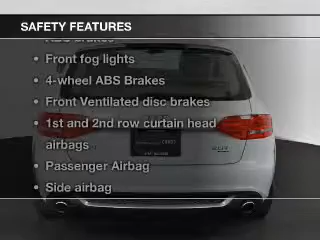 SAFETY FEATURES
• Front fog lights
• 4-wheel ABS Brakes
• Front Ventilated disc brakes
• 1st and 2nd row curtain head
airbags
• Passenger Airbag
• Side airbag